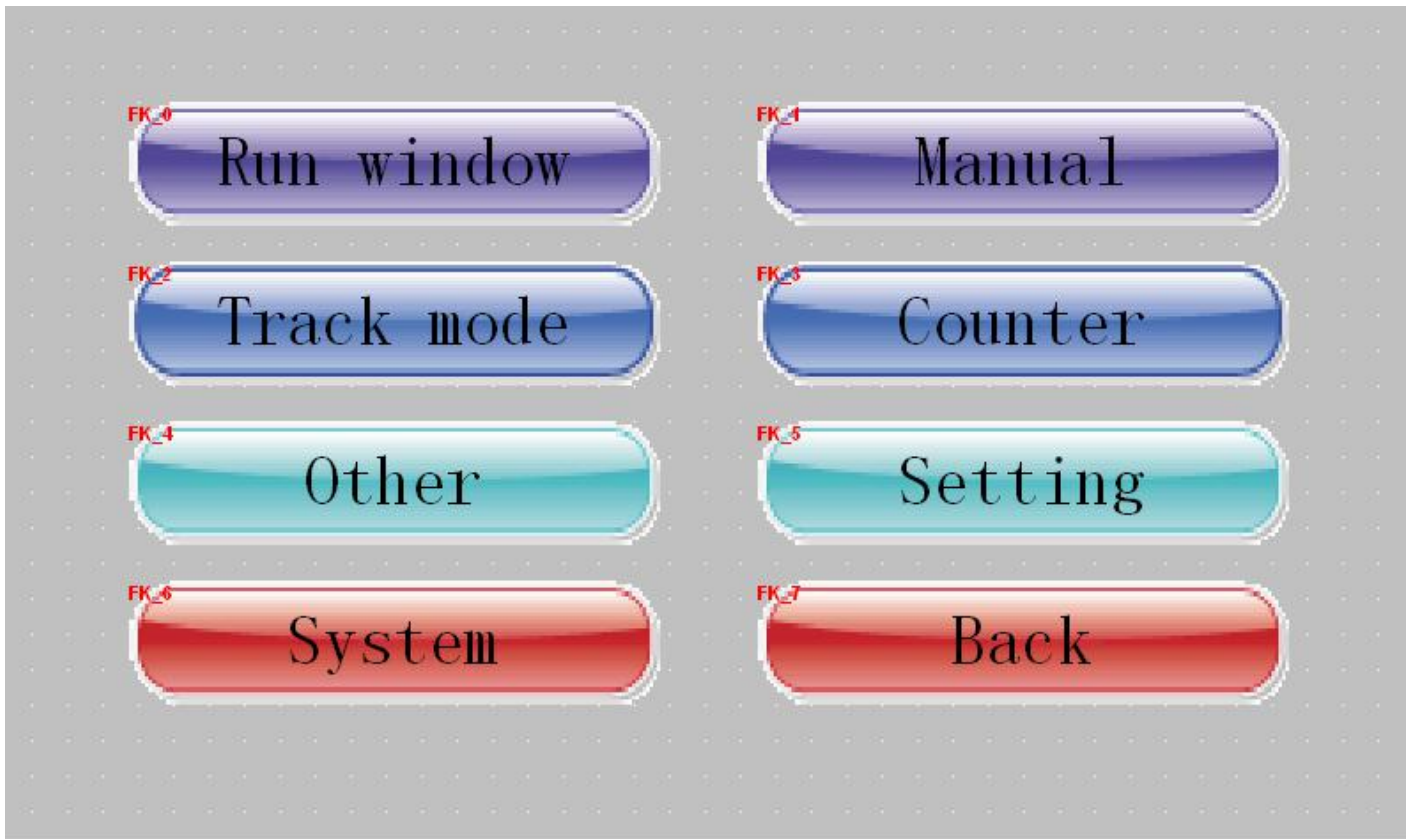 FK_0 FK_1
Run window Manual
FK_2 FK_3
Track mode Counter
FK_4 FK_5
Other Setting
FK_6 FK_7
System Back